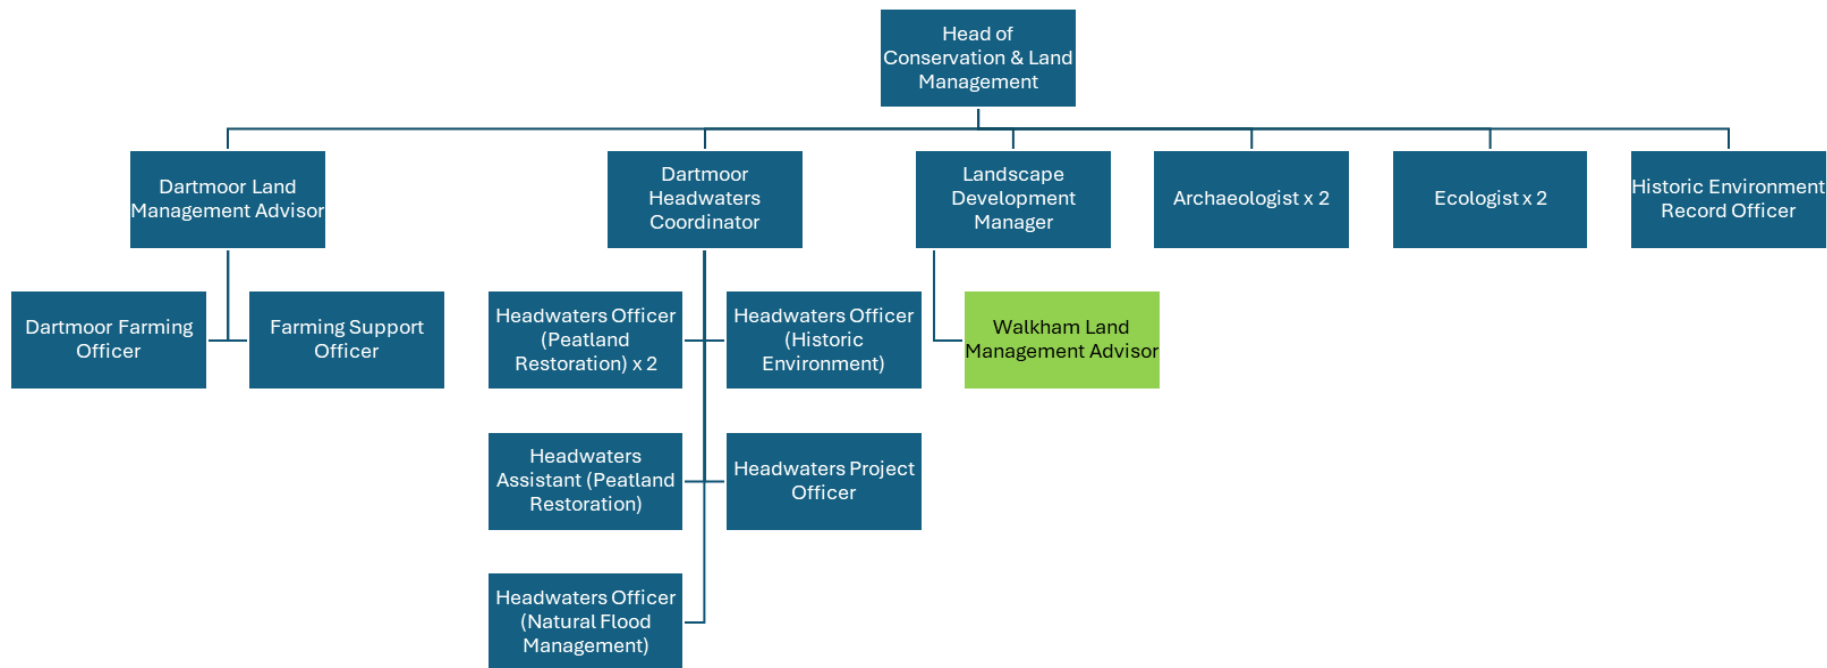 Head of
Conservation & Land
Management
Dartmoor Land
Management Advisor
Dartmoor
Headwaters
Coordinator
Landscape
Development
Manager
Archaeologist x 2
Ecologist x 2
Historic Environment
Record Officer
Dartmoor Farming
Officer
Farming Support
Officer
Headwaters Officer
(Peatland
Restoration) x 2
Headwaters Officer
(Historic
Environment)
Walkham Land
Management Advisor
Headwaters
Assistant (Peatland
Restoration)
Headwaters Project
Officer
Headwaters Officer
(Natural Flood
Management)